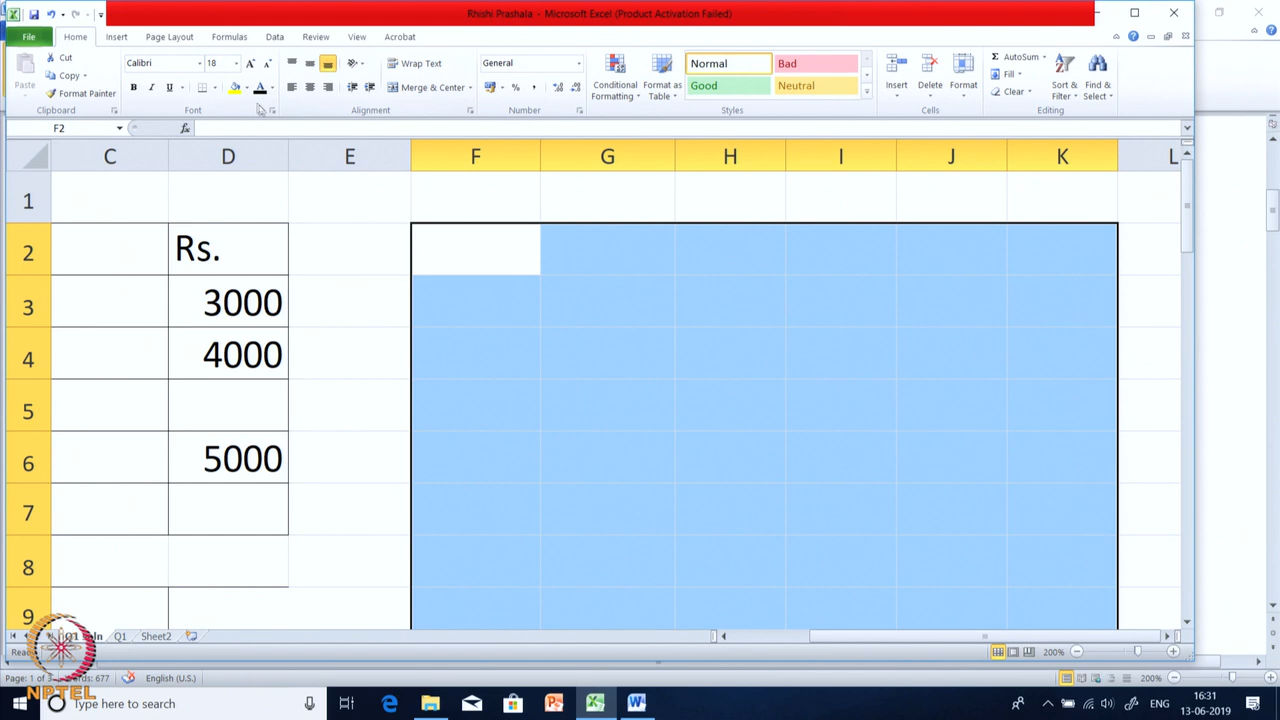 Rhishi Prashala - Microsoft Excel (Product Activation Failed)
File Home Insert Page Layout Formulas Data Review View Acrobat
Cut
Copy
Format Painter
Paste
Clipboard
Calibri 18
B I U A
Font
Wrap Text
Merge & Center
Alignment
General
% ,
Number
Conditional Formatting
Format as Table
Normal Bad
Good Neutral
Styles
Insert Delete Format
Cells
AutoSum
Fill
Clear
Sort & Filter
Find & Select
Editing
F2 fx
C D E F G H I J K L
1
2 Rs.
3 3000
4 4000
5
6 5000
7
8
9
Q1 Sheet2
200%
Page: 1 of 3 677 English (U.S.) 200%
NPTEL
Type here to search
ENG
16:31
13-06-2019